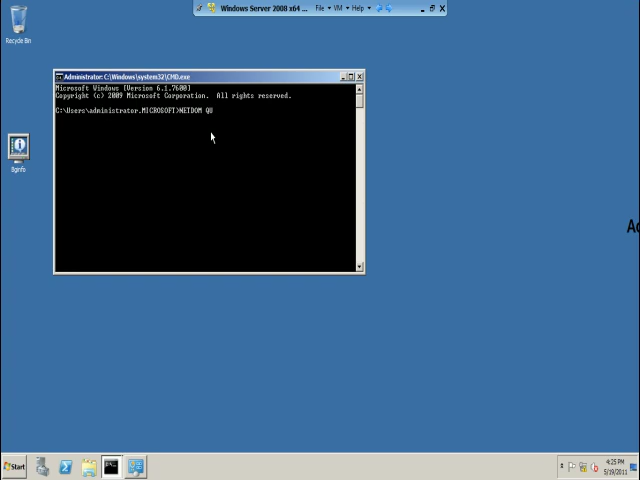 Windows Server 2008 x64 ... File VM Help
Recycle Bin
Administrator: C:\Windows\system32\CMD.exe
Microsoft Windows [Version 6.1.7600]
Copyright (c) 2009 Microsoft Corporation. All rights reserved.
C:\Users\administrator.MICROSOFT>NETDOM QU
BgInfo
Ad
Start
4:25 PM
5/19/2011